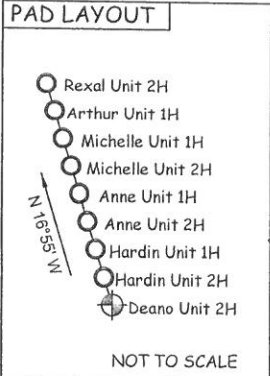 PAD LAYOUT
Rexal Unit 2H
Arthur Unit 1H
Michelle Unit 1H
Michelle Unit 2H
Anne Unit 1H
Anne Unit 2H
Hardin Unit 1H
Hardin Unit 2H
Deano Unit 2H
N 16°55' W
NOT TO SCALE